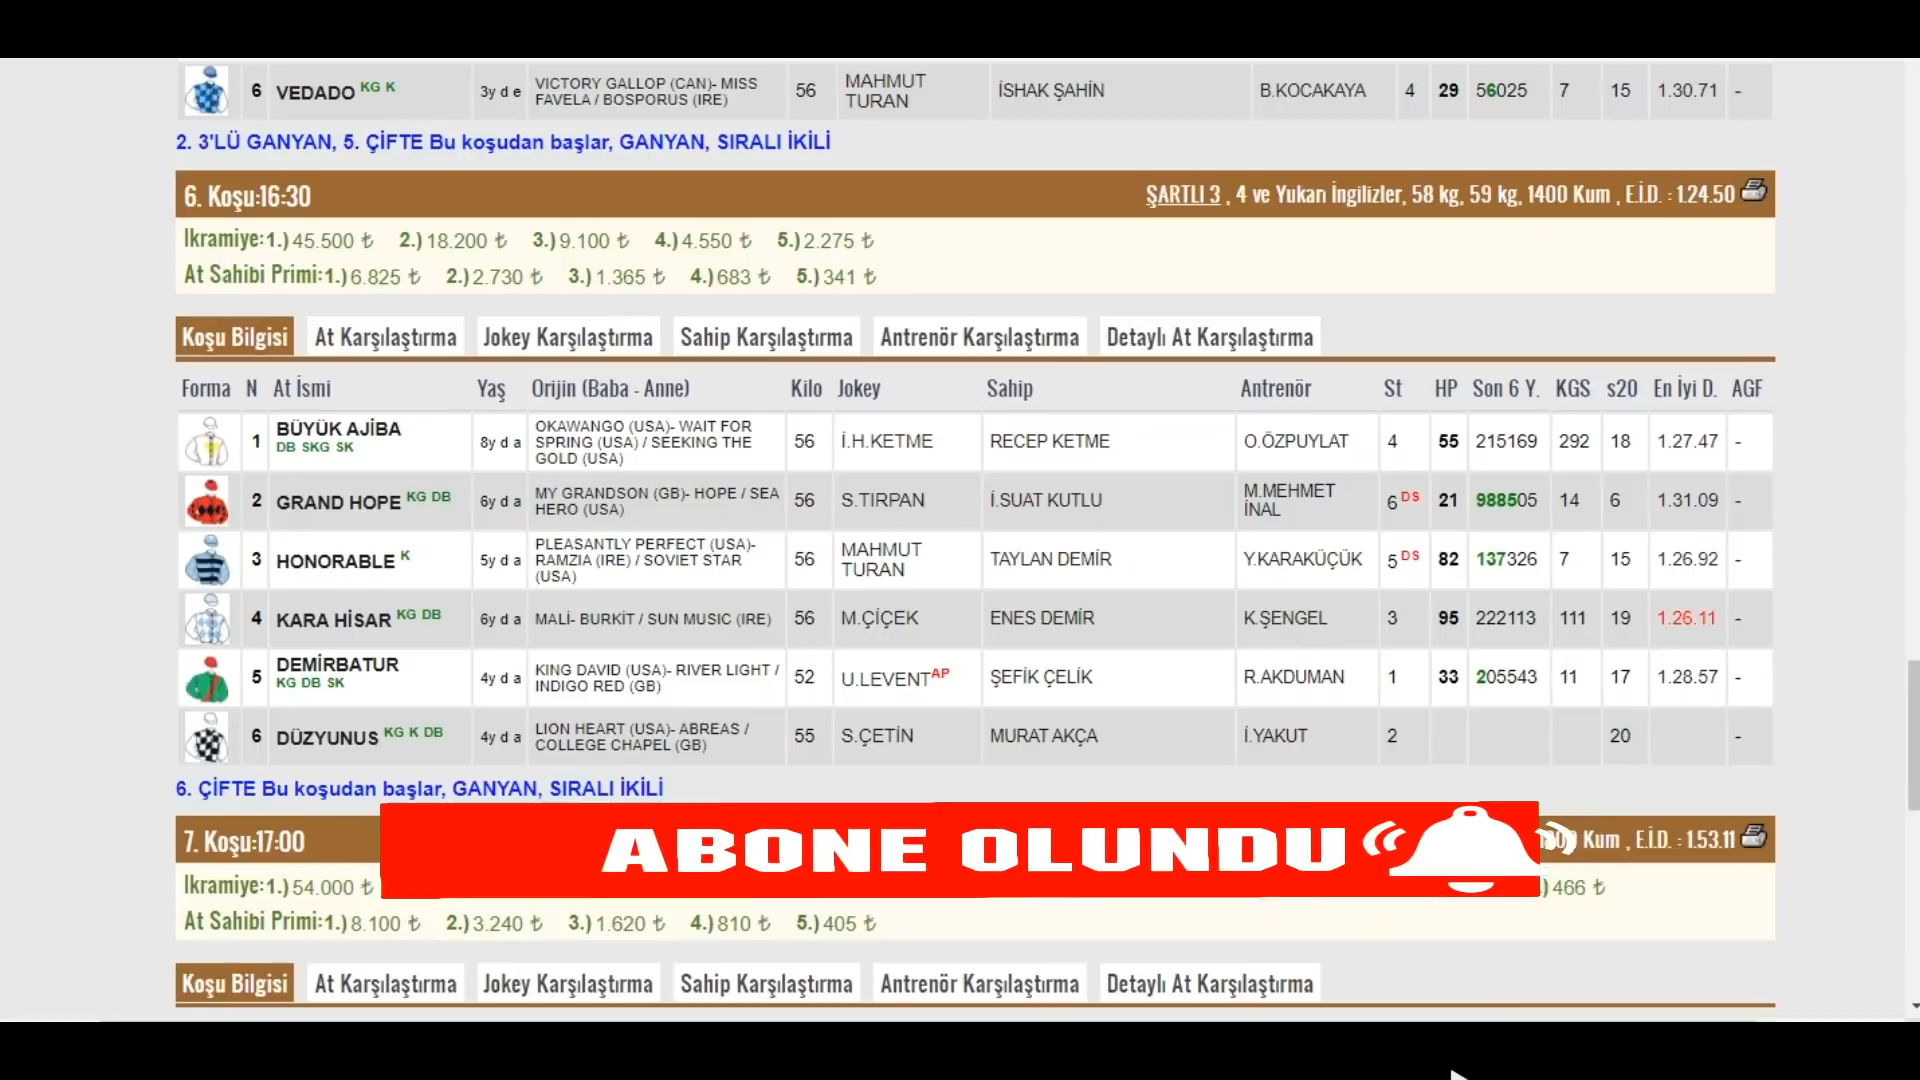 6 VEDADO KG K 3y d e VICTORY GALLOP (CAN)- MISS FAVELA / BOSPORUS (IRE) 56 MAHMUT TURAN İSHAK ŞAHİN B.KOCAKAYA 4 29 56025 7 15 1.30.71 -
2. 3'LÜ GANYAN, 5. ÇİFTE Bu koşudan başlar, GANYAN, SIRALI İKİLİ
6. Koşu:16:30 ŞARTLI 3 , 4 ve Yukarı İngilizler, 58 kg, 59 kg, 1400 Kum , E.İ.D. : 1.24.50
İkramiye:1.) 45.500 ₺ 2.) 18.200 ₺ 3.) 9.100 ₺ 4.) 4.550 ₺ 5.) 2.275 ₺
At Sahibi Primi:1.) 6.825 ₺ 2.) 2.730 ₺ 3.) 1.365 ₺ 4.) 683 ₺ 5.) 341 ₺
Koşu Bilgisi At Karşılaştırma Jokey Karşılaştırma Sahip Karşılaştırma Antrenör Karşılaştırma Detaylı At Karşılaştırma
Forma N At İsmi Yaş Orijin (Baba - Anne) Kilo Jokey Sahip Antrenör St HP Son 6 Y. KGS s20 En İyi D. AGF
1 BÜYÜK AJİBA DB SKG SK 8y d a OKAWANGO (USA)- WAIT FOR SPRING (USA) / SEEKING THE GOLD (USA) 56 İ.H.KETME RECEP KETME O.ÖZPUYLAT 4 55 215169 292 18 1.27.47 -
2 GRAND HOPE KG DB 6y d a MY GRANDSON (GB)- HOPE / SEA HERO (USA) 56 S.TIRPAN İ.SUAT KUTLU M.MEHMET İNAL 6 DS 21 988505 14 6 1.31.09 -
3 HONORABLE K 5y d a PLEASANTLY PERFECT (USA)- RAMZIA (IRE) / SOVIET STAR (USA) 56 MAHMUT TURAN TAYLAN DEMİR Y.KARAKÜÇÜK 5 DS 82 137326 7 15 1.26.92 -
4 KARA HİSAR KG DB 6y d a MALİ- BURKİT / SUN MUSIC (IRE) 56 M.ÇİÇEK ENES DEMİR K.ŞENGEL 3 95 222113 111 19 1.26.11 -
5 DEMİRBATUR KG DB SK 4y d a KING DAVID (USA)- RIVER LIGHT / INDIGO RED (GB) 52 U.LEVENT AP ŞEFİK ÇELİK R.AKDUMAN 1 33 205543 11 17 1.28.57 -
6 DÜZYUNUS KG K DB 4y d a LION HEART (USA)- ABREAS / COLLEGE CHAPEL (GB) 55 S.ÇETİN MURAT AKÇA İ.YAKUT 2 20 -
6. ÇİFTE Bu koşudan başlar, GANYAN, SIRALI İKİLİ
7. Koşu:17:00 Kum , E.İ.D. : 1.53.11
ABONE OLUNDU
İkramiye:1.) 54.000 ₺ ) 466 ₺
At Sahibi Primi:1.) 8.100 ₺ 2.) 3.240 ₺ 3.) 1.620 ₺ 4.) 810 ₺ 5.) 405 ₺
Koşu Bilgisi At Karşılaştırma Jokey Karşılaştırma Sahip Karşılaştırma Antrenör Karşılaştırma Detaylı At Karşılaştırma